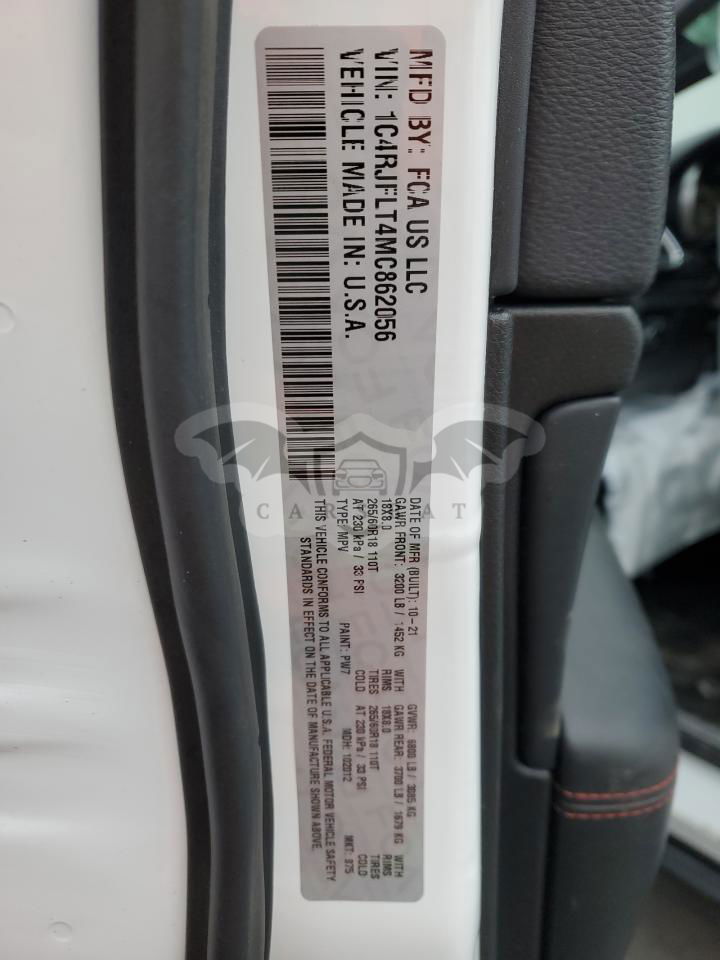 MFD BY: FCA US LLC
VIN: 1C4RJFLT4MC862056
VEHICLE MADE IN: U.S.A.
DATE OF MFR (BUILT): 10-21 GVWR: 6800 LB / 3085 KG
GAWR FRONT: 3200 LB / 1452 KG WITH GAWR REAR: 3700 LB / 1679 KG WITH
18X8.0 RIMS 18X8.0 RIMS
265/60R18 110T TIRES 265/60R18 110T TIRES
AT 230 kPa / 33 PSI COLD AT 230 kPa / 33 PSI COLD
TYPE: MPV PAINT: PW7 MDH: 102012 MKT: 975
THIS VEHICLE CONFORMS TO ALL APPLICABLE U.S.A. FEDERAL MOTOR VEHICLE SAFETY
STANDARDS IN EFFECT ON THE DATE OF MANUFACTURE SHOWN ABOVE.